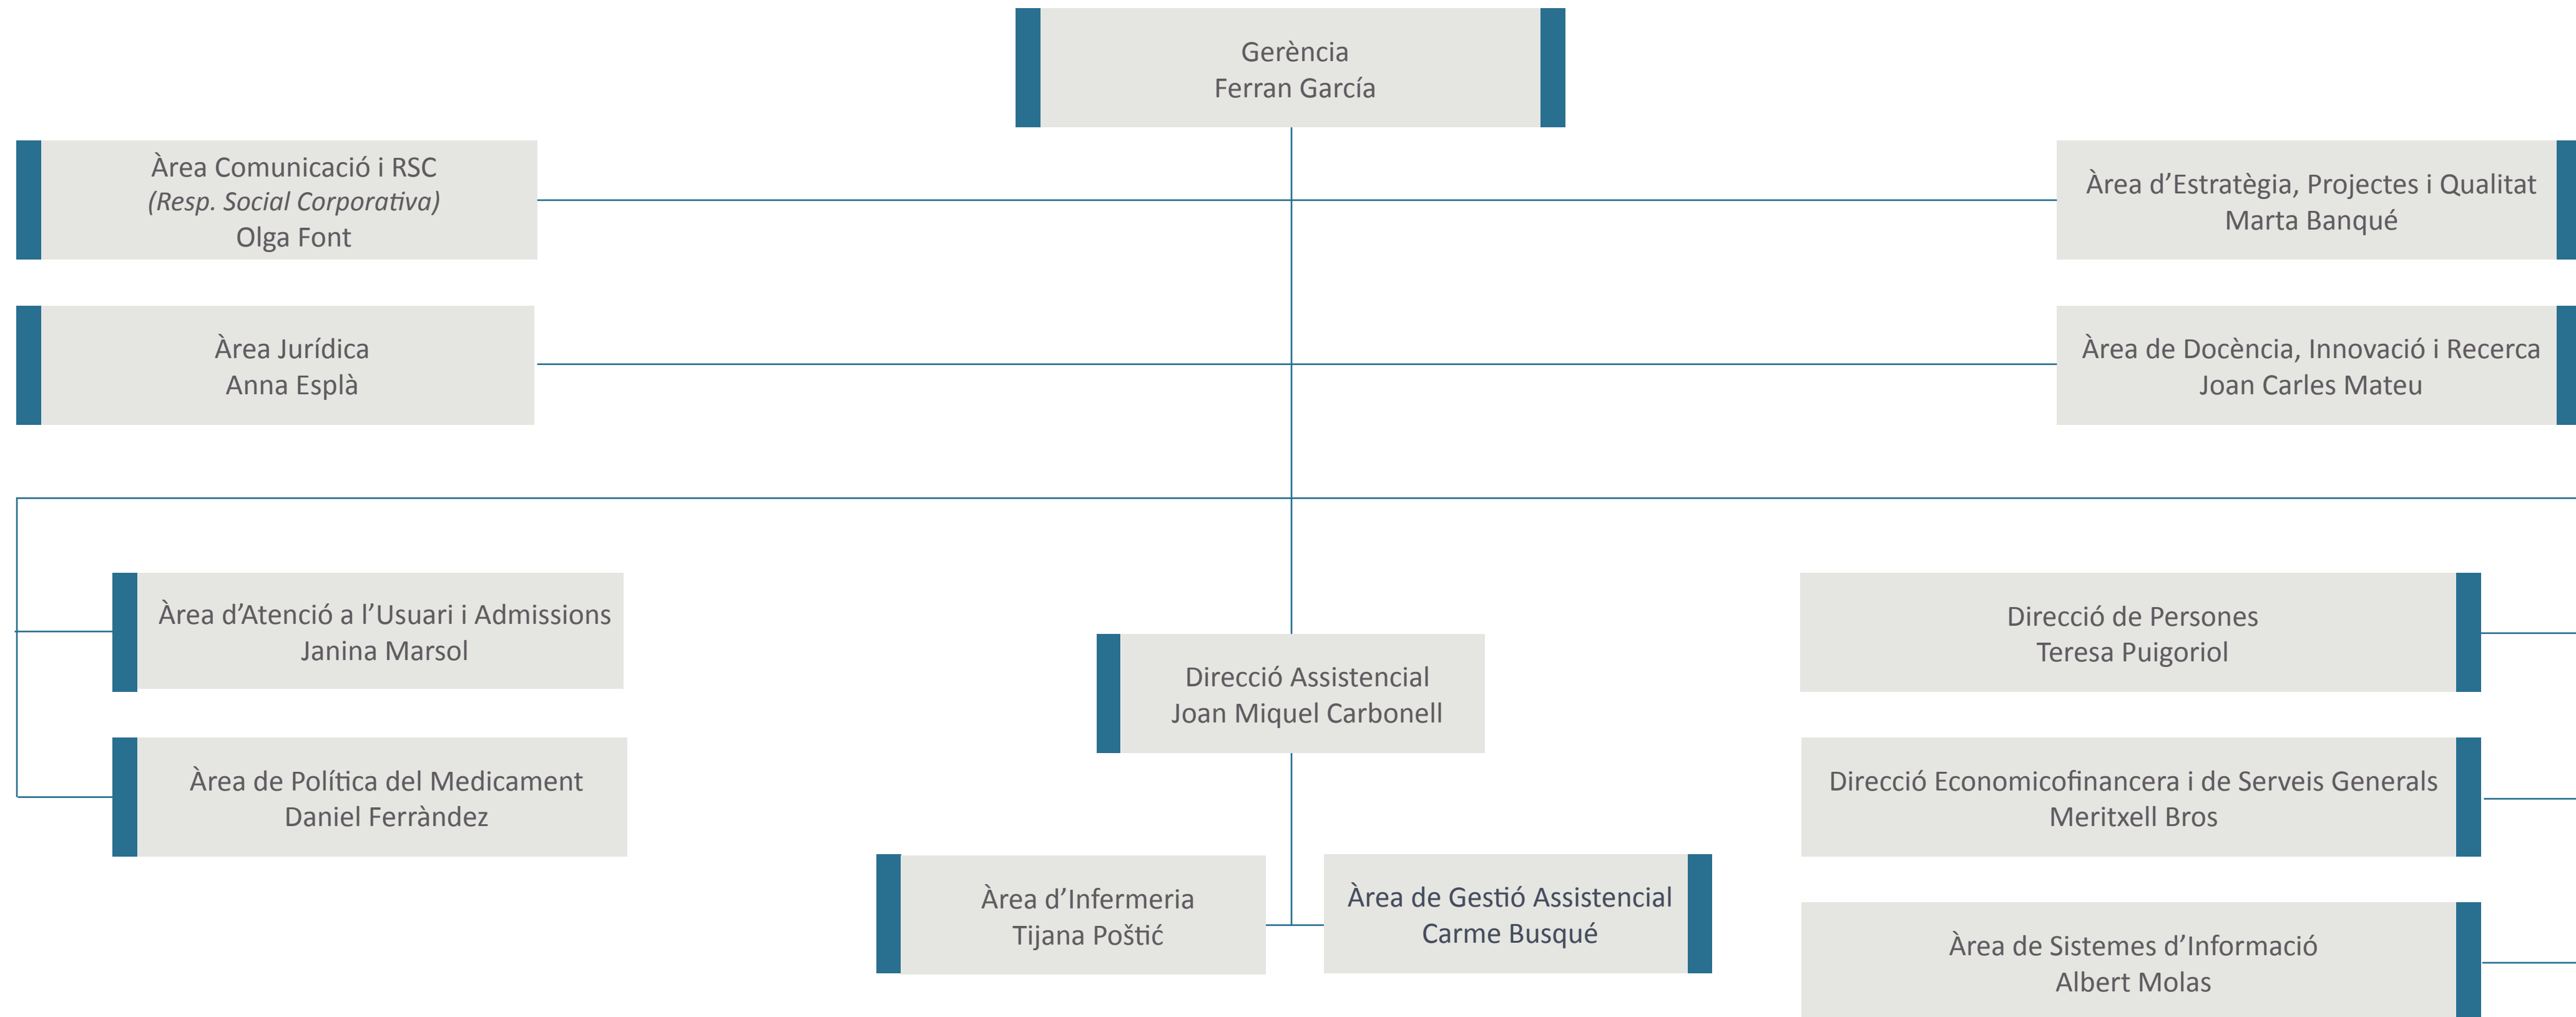 Gerència
Ferran García
Àrea Comunicació i RSC
(Resp. Social Corporativa)
Olga Font
Àrea d’Estratègia, Projectes i Qualitat
Marta Banqué
Àrea Jurídica
Anna Esplà
Àrea de Docència, Innovació i Recerca
Joan Carles Mateu
Àrea d’Atenció a l’Usuari i Admissions
Janina Marsol
Direcció Assistencial
Joan Miquel Carbonell
Direcció de Persones
Teresa Puigoriol
Àrea de Política del Medicament
Daniel Ferràndez
Direcció Economicofinancera i de Serveis Generals
Meritxell Bros
Àrea d’Infermeria
Tijana Poštić
Àrea de Gestió Assistencial
Carme Busqué
Àrea de Sistemes d’Informació
Albert Molas